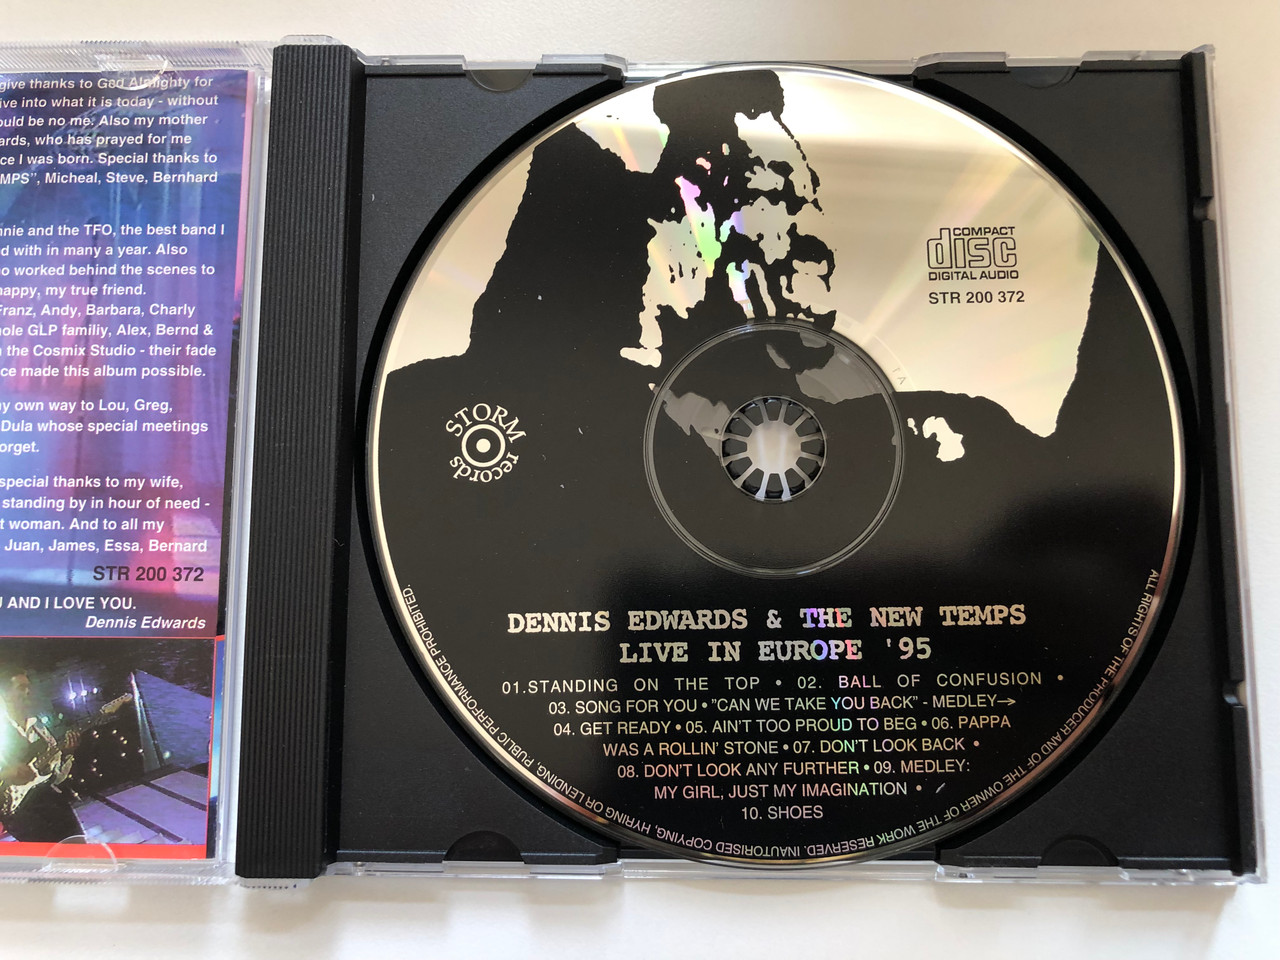 give thanks to God Almighty for
ive into what it is today - without
ould be no me. Also my mother
ards, who has prayed for me
ce I was born. Special thanks to
MPS", Micheal, Steve, Bernhard
nnie and the TFO, the best band I
d with in many a year. Also
o worked behind the scenes to
happy, my true friend.
Franz, Andy, Barbara, Charly
ole GLP familiy, Alex, Bernd &
the Cosmix Studio - their fade
ce made this album possible.
y own way to Lou, Greg,
Dula whose special meetings
orget.
special thanks to my wife,
standing by in hour of need -
t woman. And to all my
Juan, James, Essa, Bernard
STR 200 372
U AND I LOVE YOU.
Dennis Edwards
COMPACT
disc
DIGITAL AUDIO
STR 200 372
STORM
records
DENNIS EDWARDS & THE NEW TEMPS
LIVE IN EUROPE '95
01.STANDING ON THE TOP • 02. BALL OF CONFUSION •
03. SONG FOR YOU • "CAN WE TAKE YOU BACK" - MEDLEY→
04. GET READY • 05. AIN'T TOO PROUD TO BEG • 06. PAPPA
WAS A ROLLIN' STONE • 07. DON'T LOOK BACK •
08. DON'T LOOK ANY FURTHER • 09. MEDLEY:
MY GIRL, JUST MY IMAGINATION •
10. SHOES
ALL RIGHTS OF THE PRODUCER AND OF THE OWNER OF THE WORK RESERVED. INAUTORISED COPYING, HYRING OR LENDING, PUBLIC PERFORMANCE PROHIBITED.